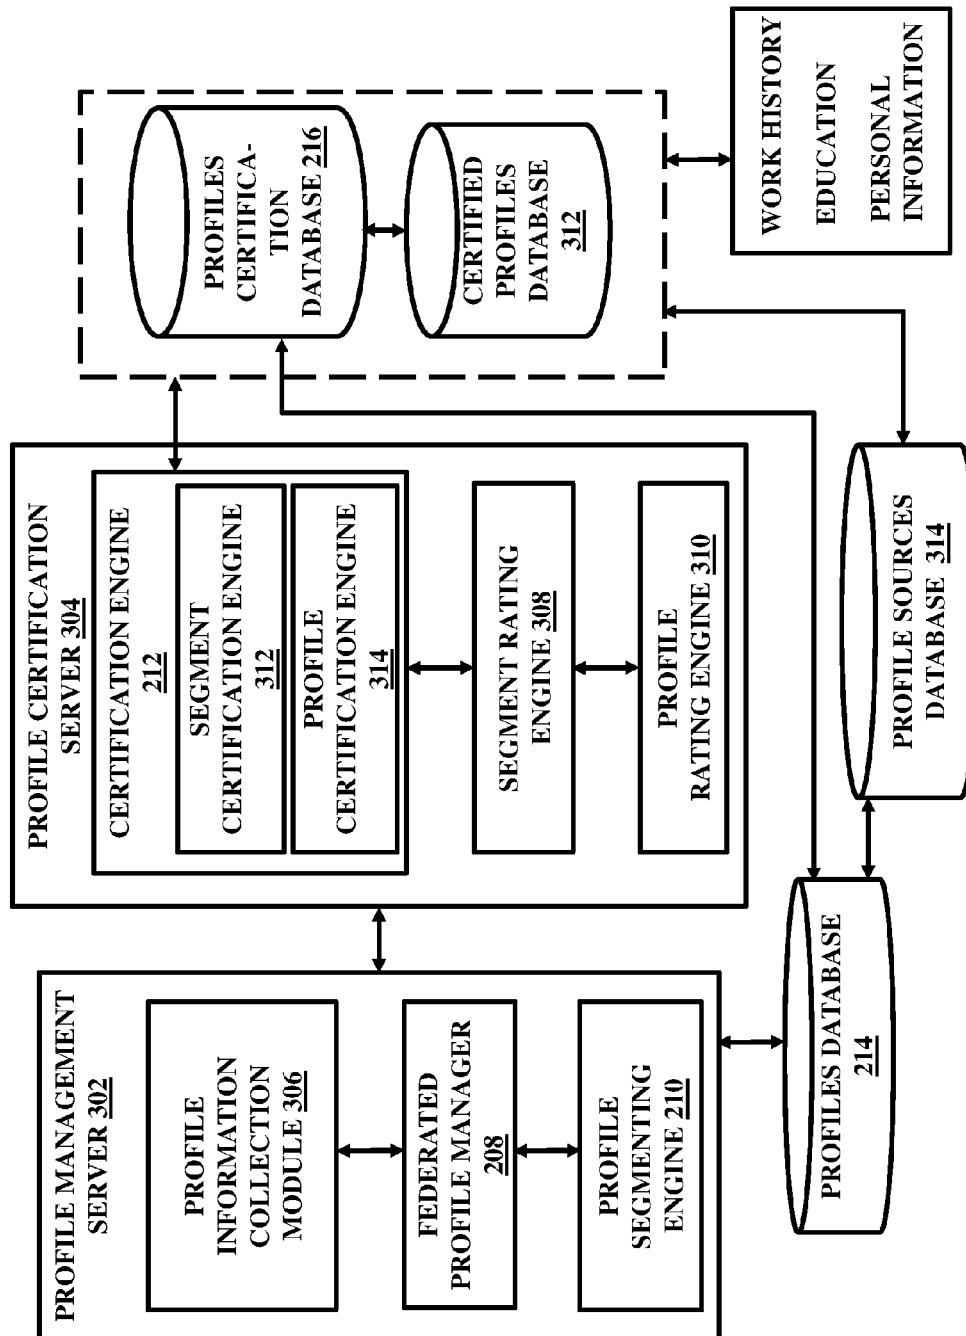 PROFILE MANAGEMENT
SERVER 302
PROFILE
INFORMATION
COLLECTION
MODULE 306
FEDERATED
PROFILE MANAGER
208
PROFILE
SEGMENTING
ENGINE 210
PROFILES DATABASE
214
PROFILE CERTIFICATION
SERVER 304
CERTIFICATION ENGINE
212
SEGMENT
CERTIFICATION ENGINE
312
PROFILE
CERTIFICATION ENGINE
314
SEGMENT RATING
ENGINE 308
PROFILE
RATING ENGINE 310
PROFILE SOURCES
DATABASE 314
PROFILES
CERTIFICA-
TION
DATABASE 216
CERTIFIED
PROFILES
DATABASE
312
WORK HISTORY
EDUCATION
PERSONAL
INFORMATION